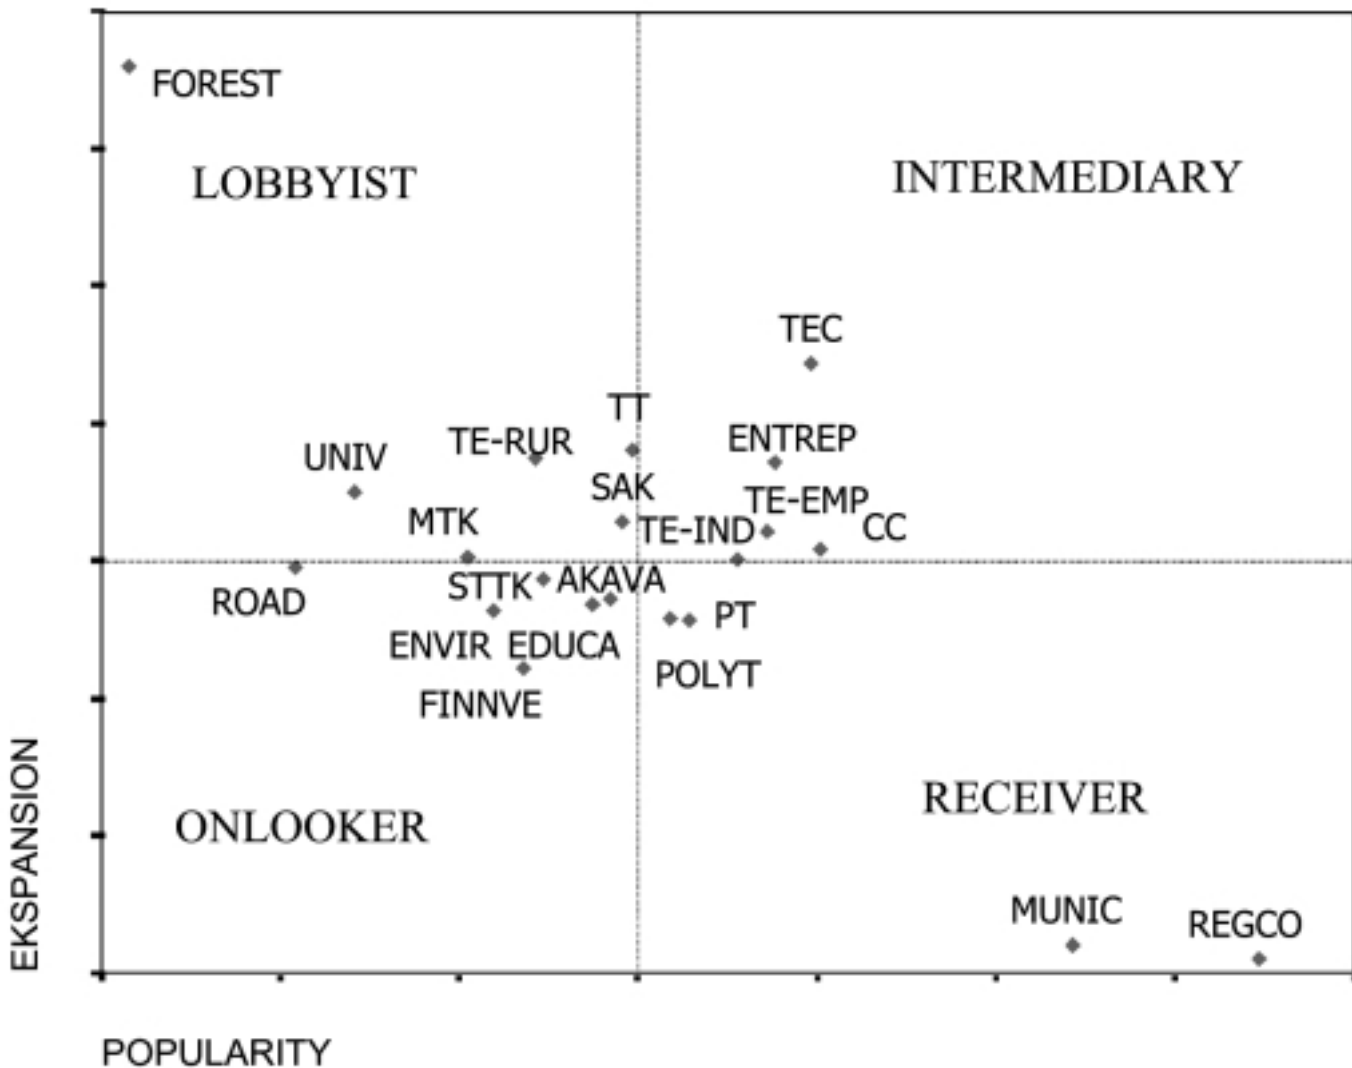 FOREST
LOBBYIST
INTERMEDIARY
TEC
TT
TE-RUR
ENTREP
UNIV
SAK
TE-EMP
MTK
TE-IND
CC
STTK
AKAVA
ROAD
PT
ENVIR
EDUCA
POLYT
FINNVE
RECEIVER
ONLOOKER
EKSPANSION
MUNIC
REGCO
POPULARITY